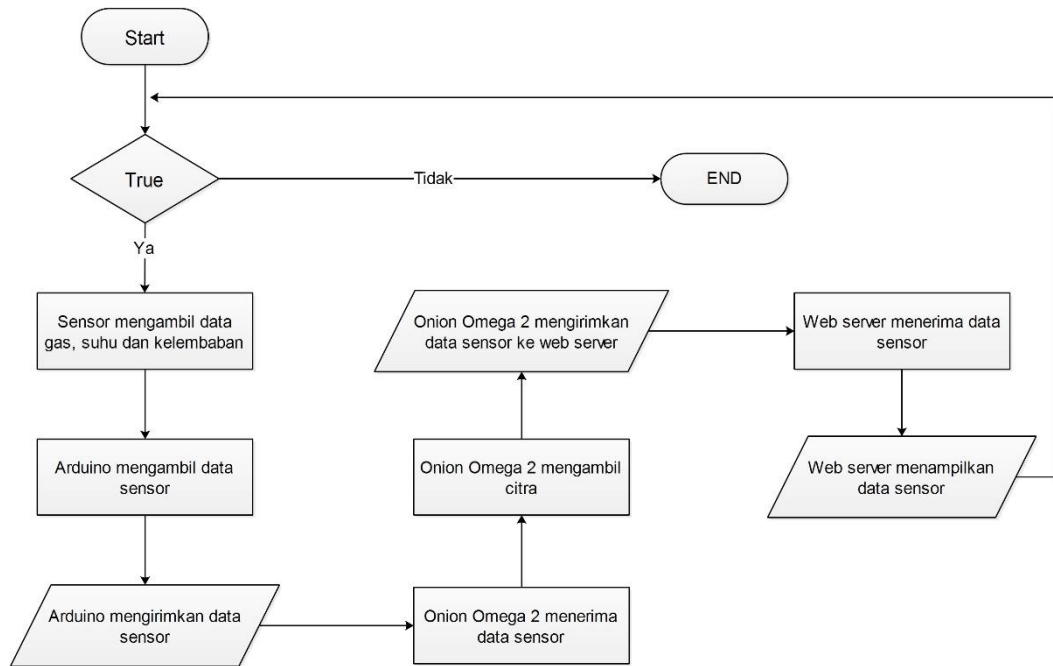 Start
True
Tidak
END
Ya
Sensor mengambil data
gas, suhu dan kelembaban
Arduino mengambil data
sensor
Arduino mengirimkan data
sensor
Onion Omega 2 menerima
data sensor
Onion Omega 2 mengambil
citra
Onion Omega 2 mengirimkan
data sensor ke web server
Web server menerima data
sensor
Web server menampilkan
data sensor